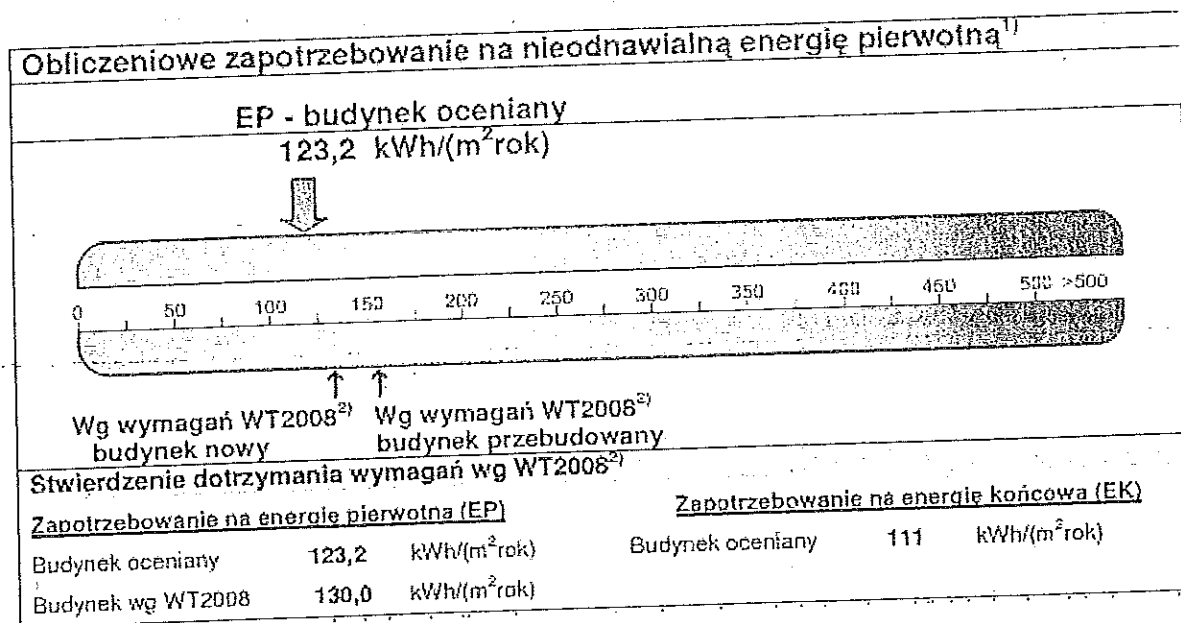 Obliczeniowe zapotrzebowanie na nieodnawialną energię pierwotną1)
EP - budynek oceniany
123,2 kWh/(m²rok)
0 50 100 150 200 250 300 350 400 450 500 >500
Wg wymagań WT2008²⁾ Wg wymagań WT2008²⁾
budynek nowy budynek przebudowany
Stwierdzenie dotrzymania wymagań wg WT2008²⁾
Zapotrzebowanie na energię pierwotna (EP) Zapotrzebowanie na energię końcowa (EK)
Budynek oceniany 123,2 kWh/(m²rok) Budynek oceniany 111 kWh/(m²rok)
Budynek wg WT2008 130,0 kWh/(m²rok)